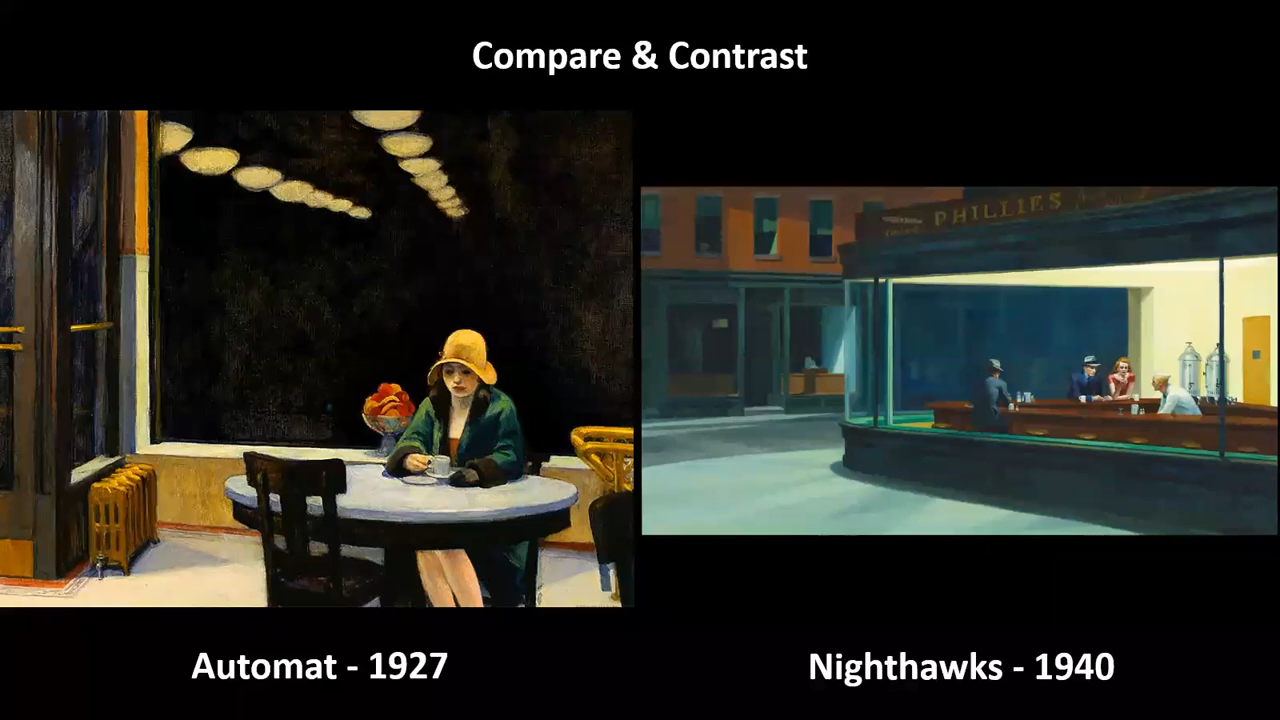 Compare & Contrast
PHILLIES
Automat - 1927
Nighthawks - 1940